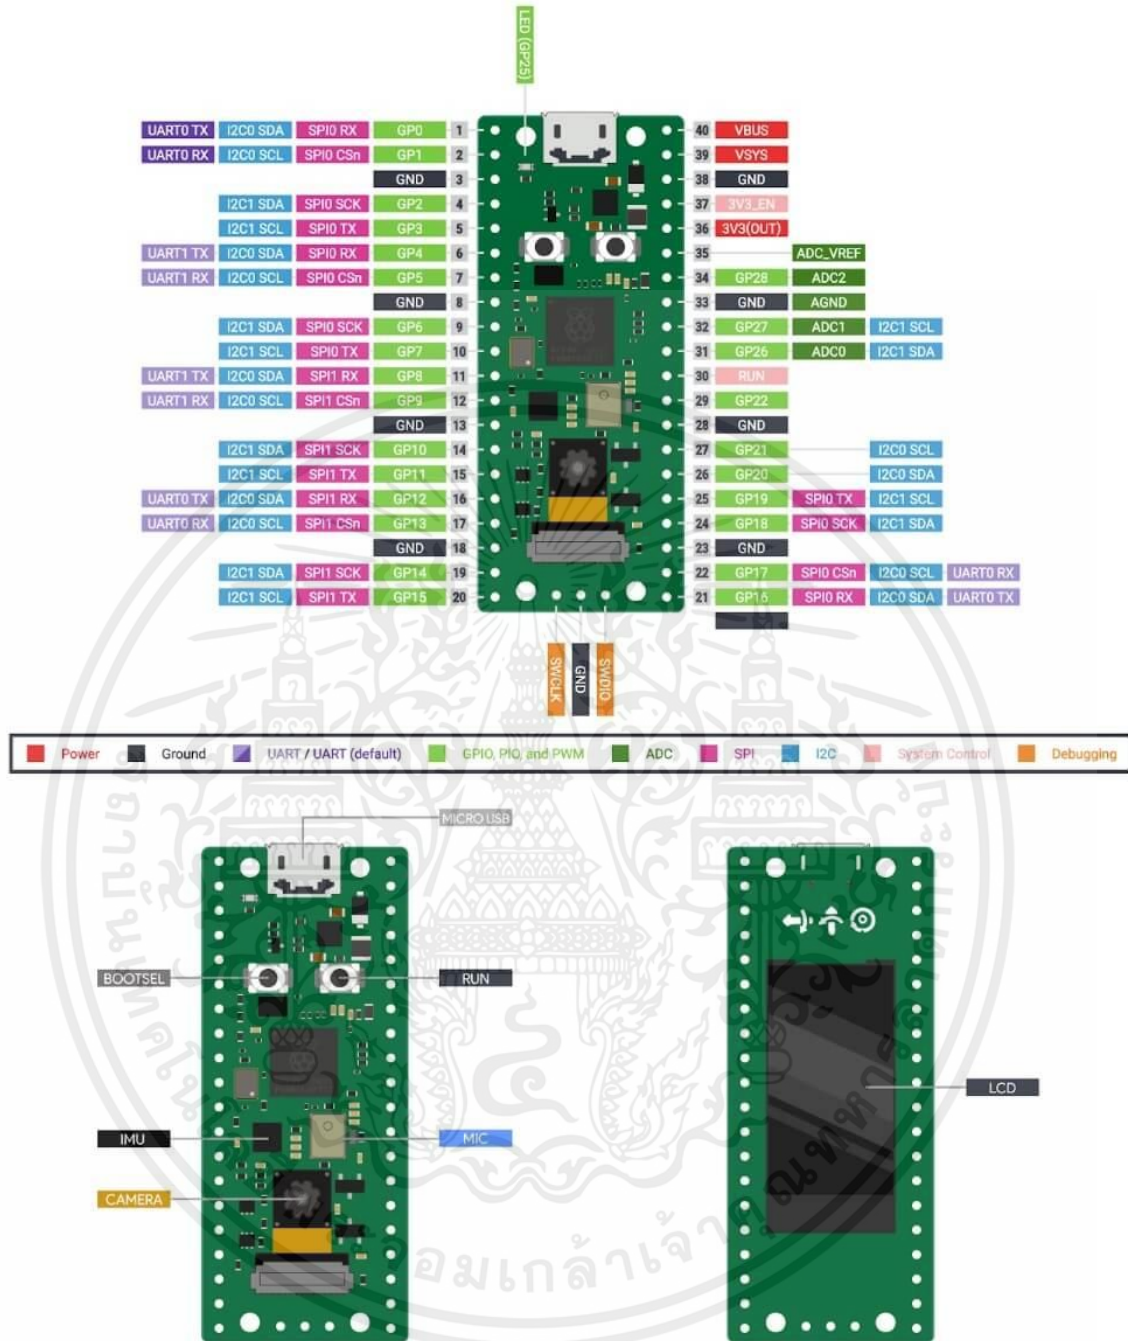 LED (GP25)
UART0 TX I2C0 SDA SPI0 RX GP0 1 40 VBUS
UART0 RX I2C0 SCL SPI0 CSn GP1 2 39 VSYS
GND 3 38 GND
I2C1 SDA SPI0 SCK GP2 4 37 3V3_EN
I2C1 SCL SPI0 TX GP3 5 36 3V3(OUT)
UART1 TX I2C0 SDA SPI0 RX GP4 6 35 ADC_VREF
UART1 RX I2C0 SCL SPI0 CSn GP5 7 34 GP28 ADC2
GND 8 33 GND AGND
I2C1 SDA SPI0 SCK GP6 9 32 GP27 ADC1 I2C1 SCL
I2C1 SCL SPI0 TX GP7 10 31 GP26 ADC0 I2C1 SDA
UART1 TX I2C0 SDA SPI1 RX GP8 11 30 RUN
UART1 RX I2C0 SCL SPI1 CSn GP9 12 29 GP22
GND 13 28 GND
I2C1 SDA SPI1 SCK GP10 14 27 GP21 I2C0 SCL
I2C1 SCL SPI1 TX GP11 15 26 GP20 I2C0 SDA
UART0 TX I2C0 SDA SPI1 RX GP12 16 25 GP19 SPI0 TX I2C1 SCL
UART0 RX I2C0 SCL SPI1 CSn GP13 17 24 GP18 SPI0 SCK I2C1 SDA
GND 18 23 GND
I2C1 SDA SPI1 SCK GP14 19 22 GP17 SPI0 CSn I2C0 SCL UART0 RX
I2C1 SCL SPI1 TX GP15 20 21 GP16 SPI0 RX I2C0 SDA UART0 TX
SWCLK GND SWDIO
Power Ground UART / UART (default) GPIO, PIO, and PWM ADC SPI I2C System Control Debugging
MICRO USB
BOOTSEL RUN
LCD
IMU MIC
CAMERA